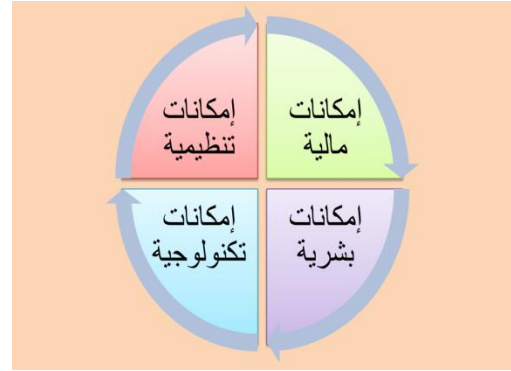 إمكانات
مالية
إمكانات
تنظيمية
إمكانات
بشرية
إمكانات
تكنولوجية